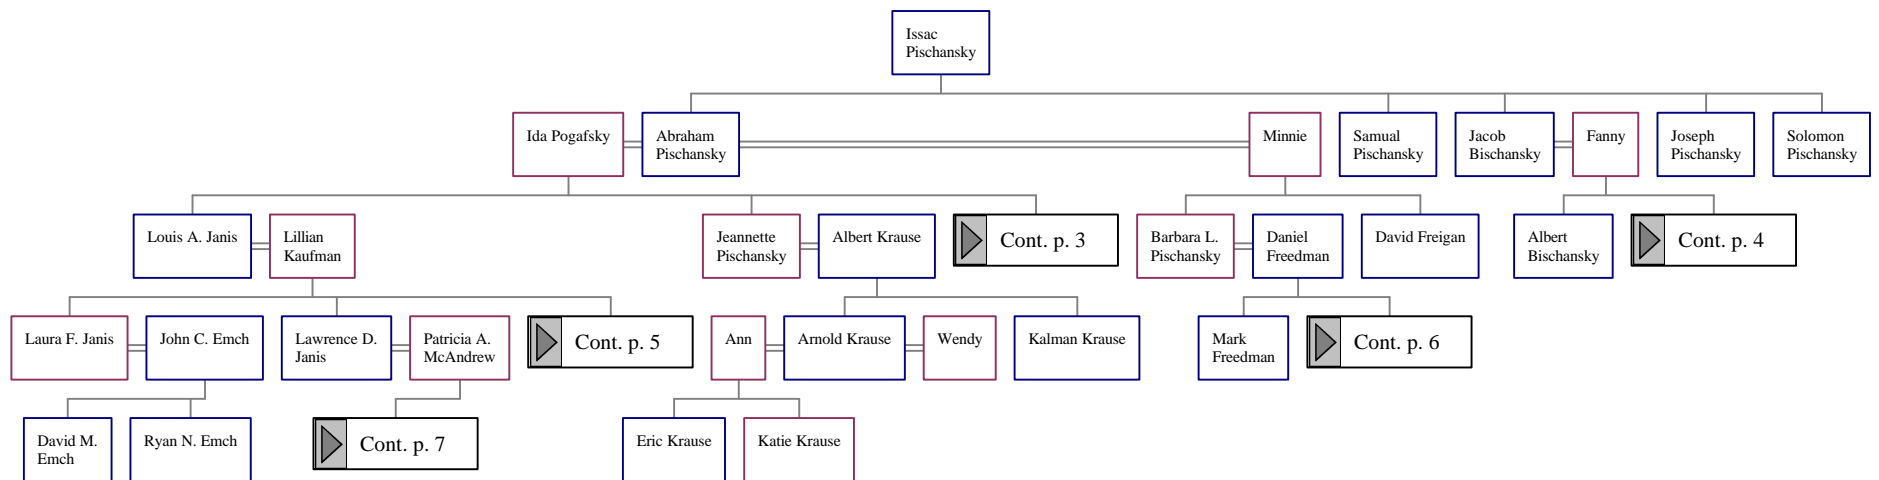 Issac
Pischansky
Ida Pogafsky
Abraham
Pischansky
Minnie
Samual
Pischansky
Jacob
Bischansky
Fanny
Joseph
Pischansky
Solomon
Pischansky
Louis A. Janis
Lillian
Kaufman
Jeannette
Pischansky
Albert Krause
Cont. p. 3
Barbara L.
Pischansky
Daniel
Freedman
David Freigan
Albert
Bischansky
Cont. p. 4
Laura F. Janis
John C. Emch
Lawrence D.
Janis
Patricia A.
McAndrew
Cont. p. 5
Ann
Arnold Krause
Wendy
Kalman Krause
Mark
Freedman
Cont. p. 6
David M.
Emch
Ryan N. Emch
Cont. p. 7
Eric Krause
Katie Krause